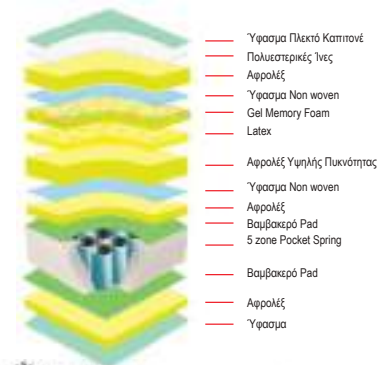 Ύφασμα Πλεκτό Καπιτονέ
Πολυεστερικές Ίνες
Αφρολέξ
Ύφασμα Non woven
Gel Memory Foam
Latex
Αφρολέξ Υψηλής Πυκνότητας
Ύφασμα Non woven
Αφρολέξ
Βαμβακερό Pad
5 zone Pocket Spring
Βαμβακερό Pad
Αφρολέξ
Ύφασμα